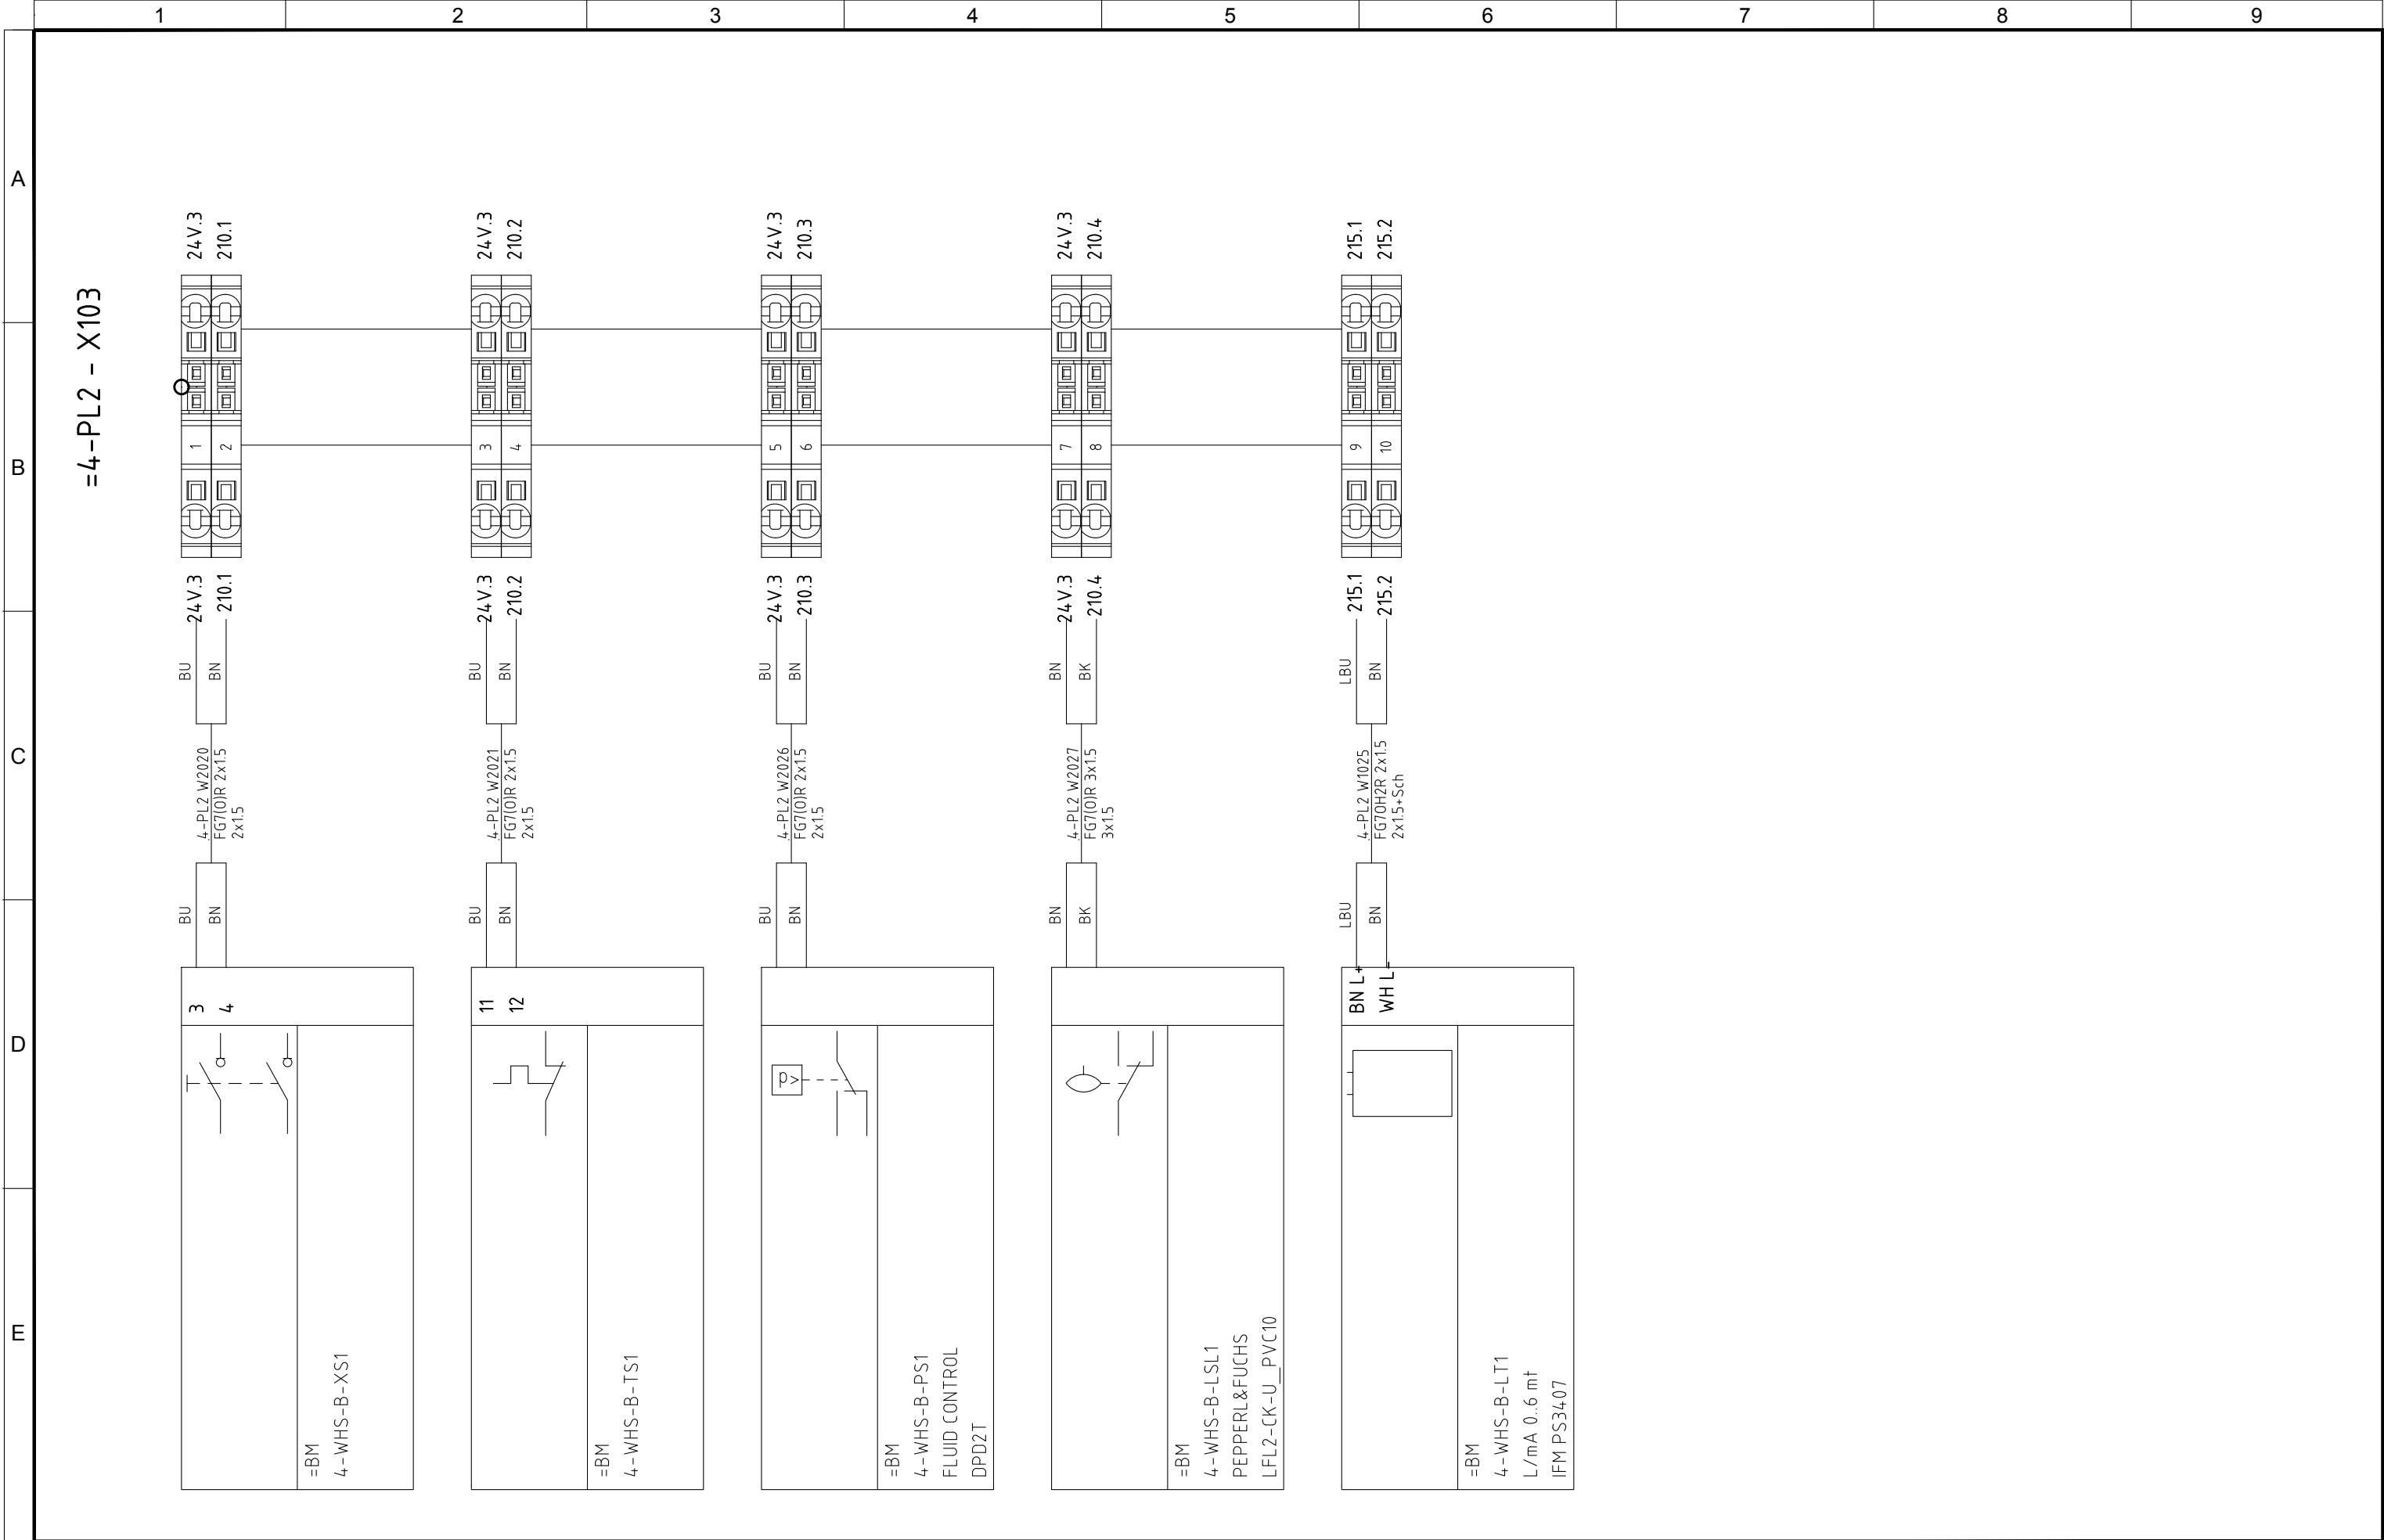 1 2 3 4 5 6 7 8 9
A
B
C
D
E
=4-PL2 - X103
24V.3
210.1
1
2
24V.3
210.1
BU
BN
4-PL2 W2020
FG7(O)R 2x1.5
2x1.5
BU
BN
3
4
=BM
4-WHS-B-XS1
24V.3
210.2
3
4
24V.3
210.2
BU
BN
4-PL2 W2021
FG7(O)R 2x1.5
2x1.5
BU
BN
11
12
=BM
4-WHS-B-TS1
24V.3
210.3
5
6
24V.3
210.3
BU
BN
4-PL2 W2026
FG7(O)R 2x1.5
2x1.5
BU
BN
p>
=BM
4-WHS-B-PS1
FLUID CONTROL
DPD2T
24V.3
210.4
7
8
24V.3
210.4
BN
BK
4-PL2 W2027
FG7(O)R 3x1.5
3x1.5
BN
BK
=BM
4-WHS-B-LSL1
PEPPERL&FUCHS
LFL2-CK-U__PVC10
215.1
215.2
9
10
215.1
215.2
LBU
BN
4-PL2 W1025
FG7OH2R 2x1.5
2x1.5+Sch
LBU
BN
BN L+
WH L-
=BM
4-WHS-B-LT1
L/mA 0..6 mt
IFM PS3407